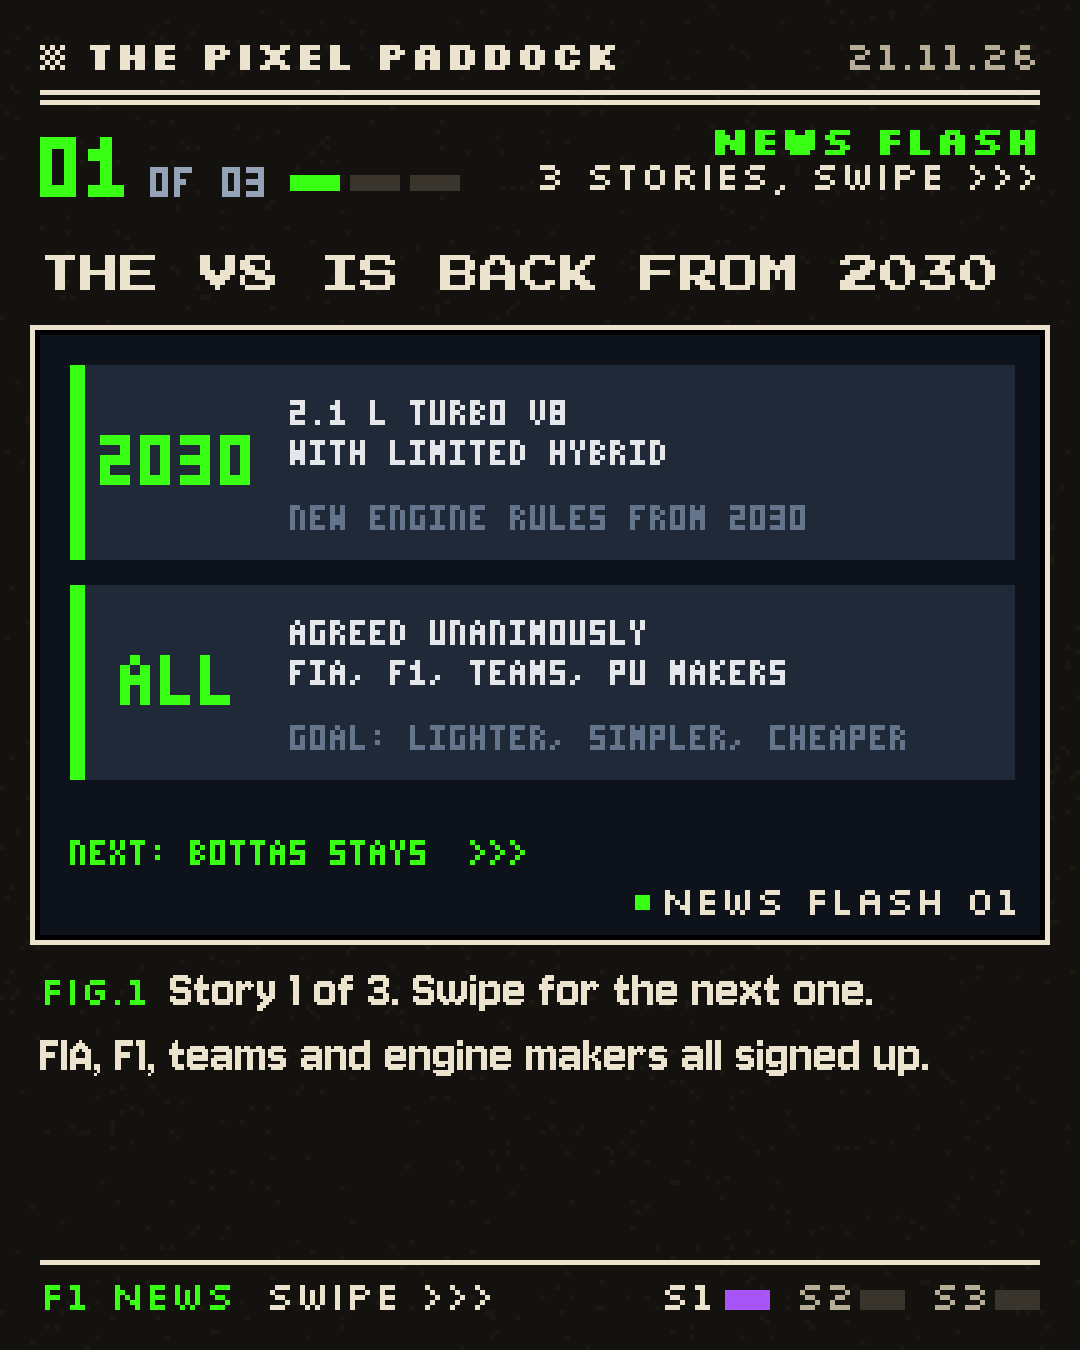 THE PIXEL PADDOCK
21.11.26
01 OF 03
NEWS FLASH
3 STORIES, SWIPE >>>
THE V8 IS BACK FROM 2030
2030
2.1 L TURBO V8
WITH LIMITED HYBRID
NEW ENGINE RULES FROM 2030
ALL
AGREED UNANIMOUSLY
FIA, F1, TEAMS, PU MAKERS
GOAL: LIGHTER, SIMPLER, CHEAPER
NEXT: BOTTAS STAYS >>>
NEWS FLASH 01
FIG.1 Story 1 of 3. Swipe for the next one.
FIA, F1, teams and engine makers all signed up.
F1 NEWS SWIPE >>>
S1 S2 S3